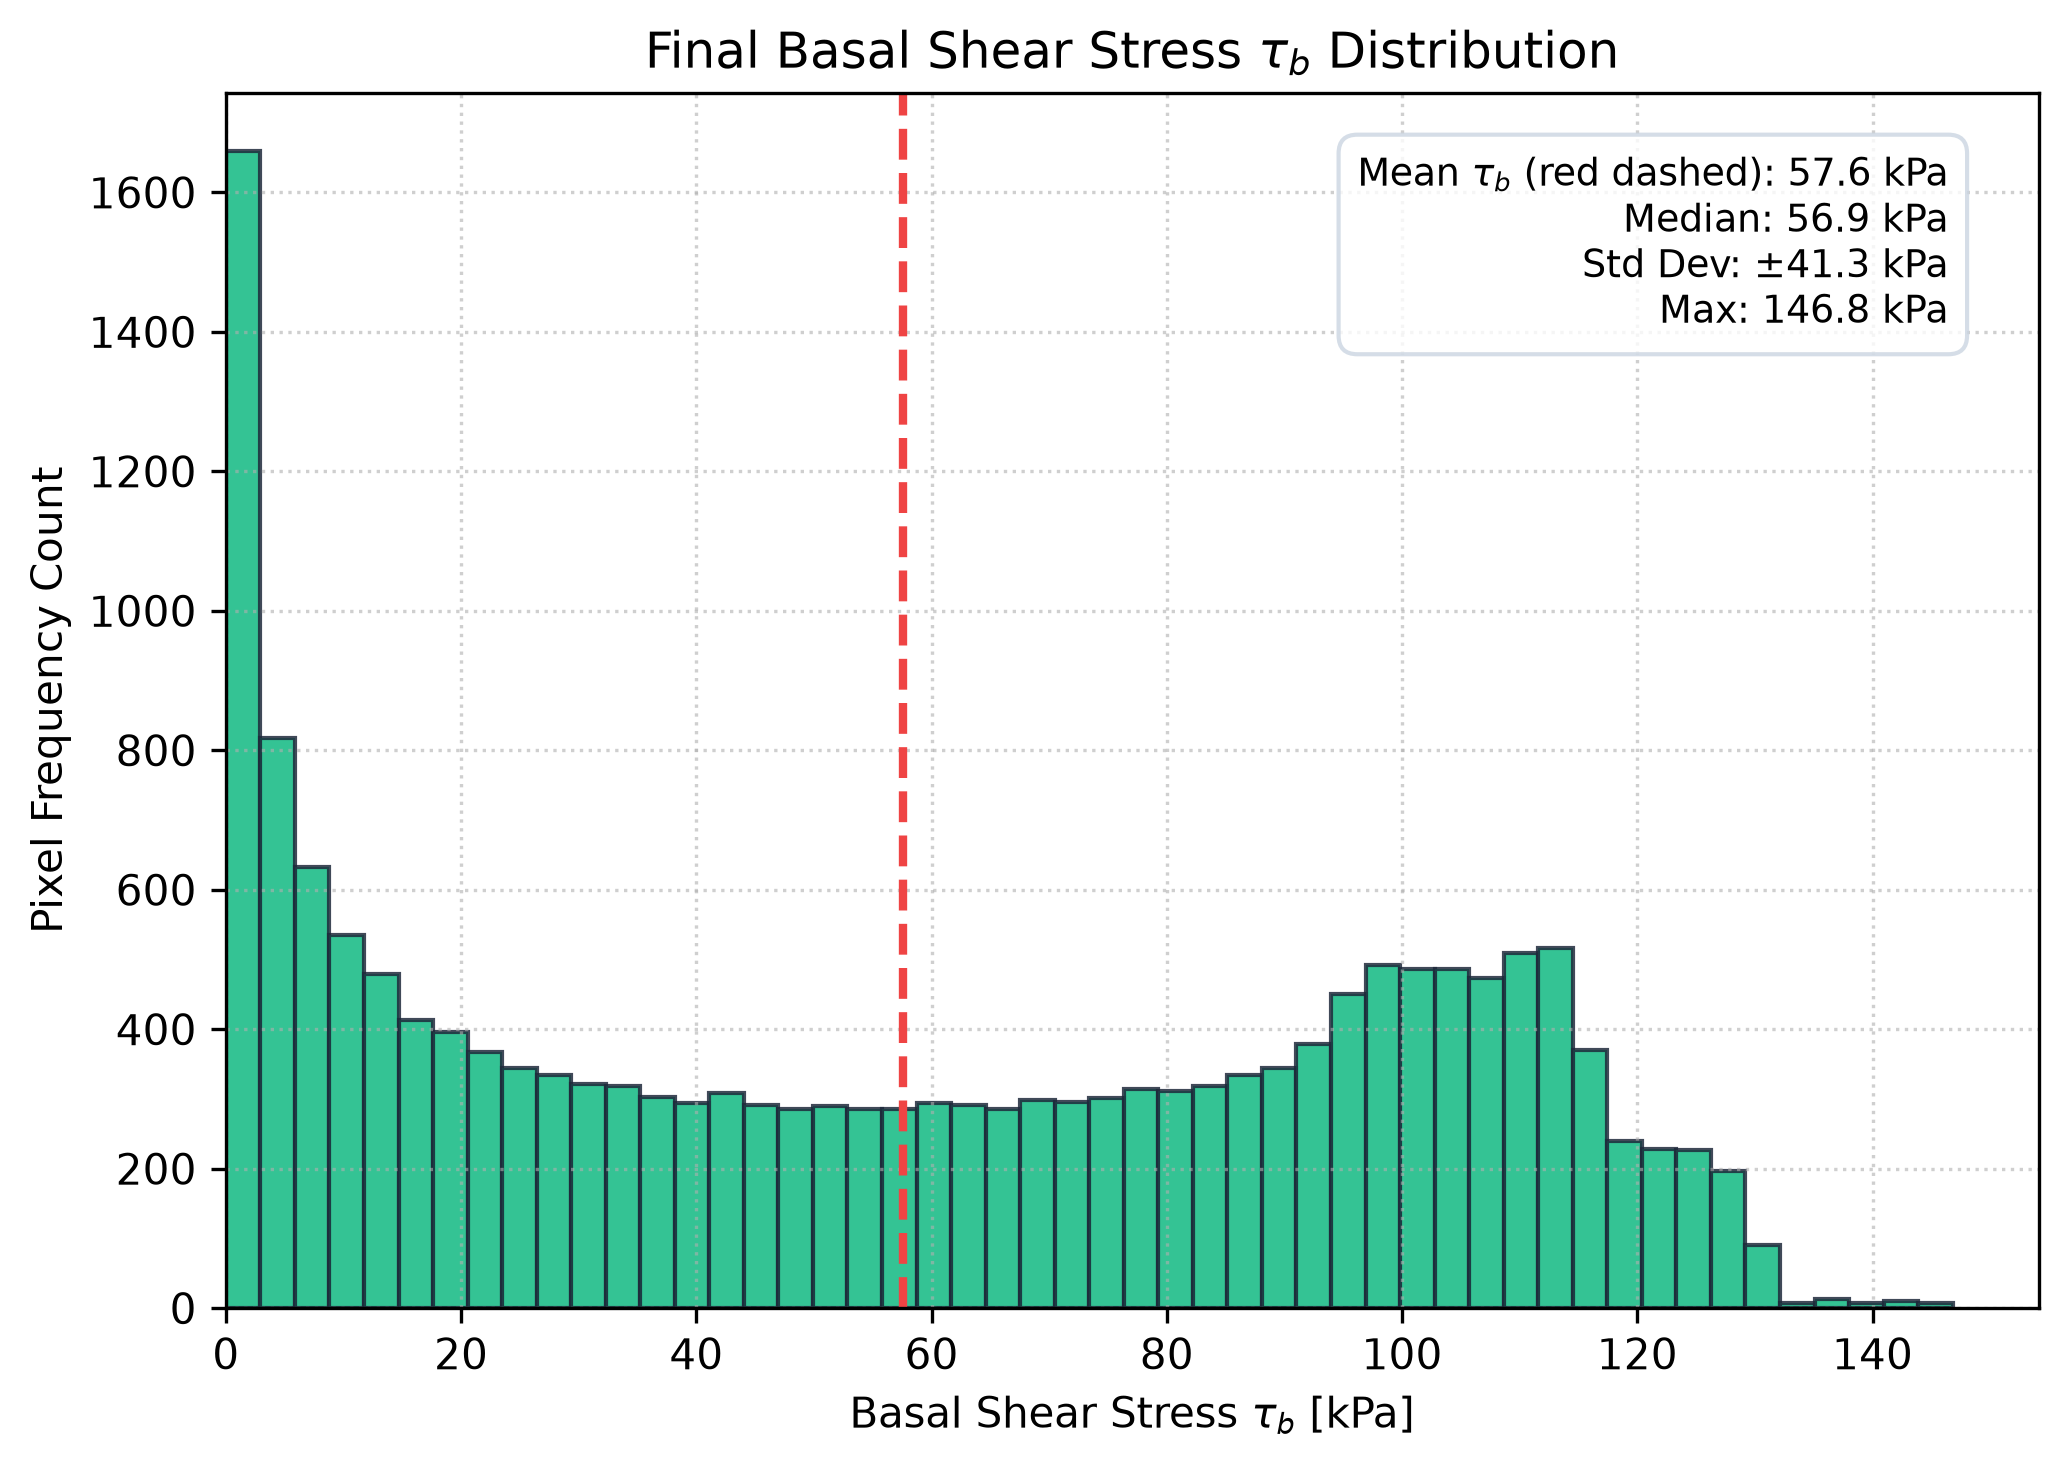 Final Basal Shear Stress τb Distribution
Mean τb (red dashed): 57.6 kPa
Median: 56.9 kPa
Std Dev: ±41.3 kPa
Max: 146.8 kPa
Pixel Frequency Count
1600
1400
1200
1000
800
600
400
200
0
0 20 40 60 80 100 120 140
Basal Shear Stress τb [kPa]